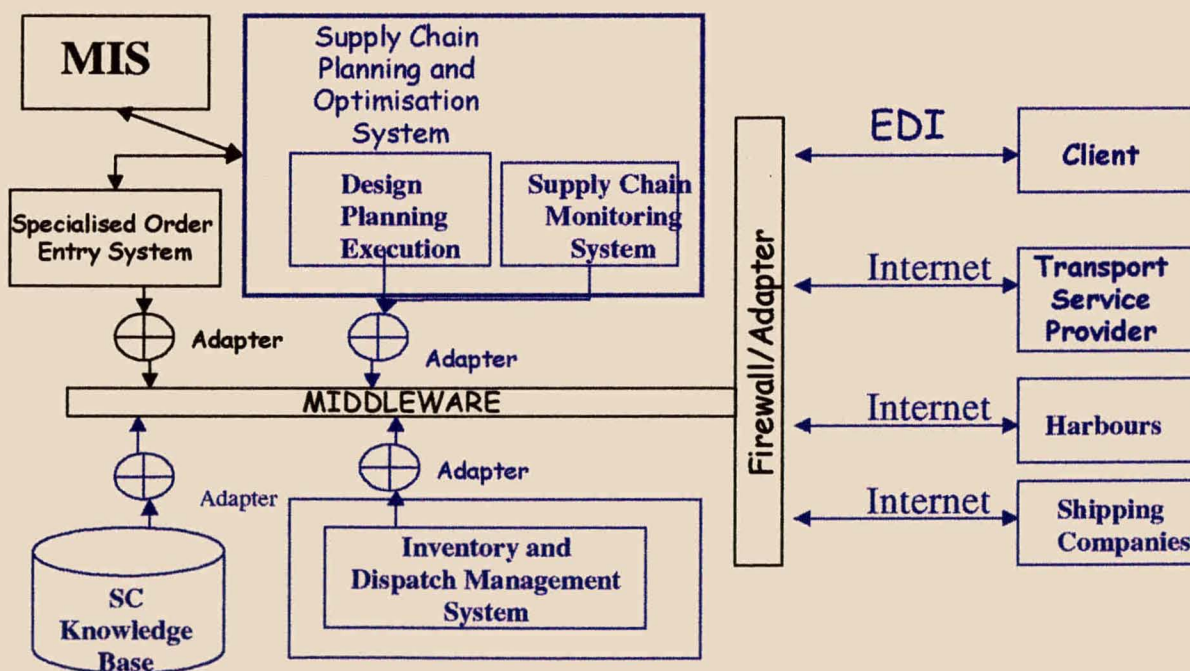 MIS
Supply Chain
Planning and
Optimisation
System
Design
Planning
Execution
Supply Chain
Monitoring
System
Specialised Order
Entry System
Adapter
Adapter
MIDDLEWARE
Adapter
Adapter
SC
Knowledge
Base
Inventory and
Dispatch Management
System
Firewall/Adapter
EDI
Client
Internet
Transport
Service
Provider
Internet
Harbours
Internet
Shipping
Companies